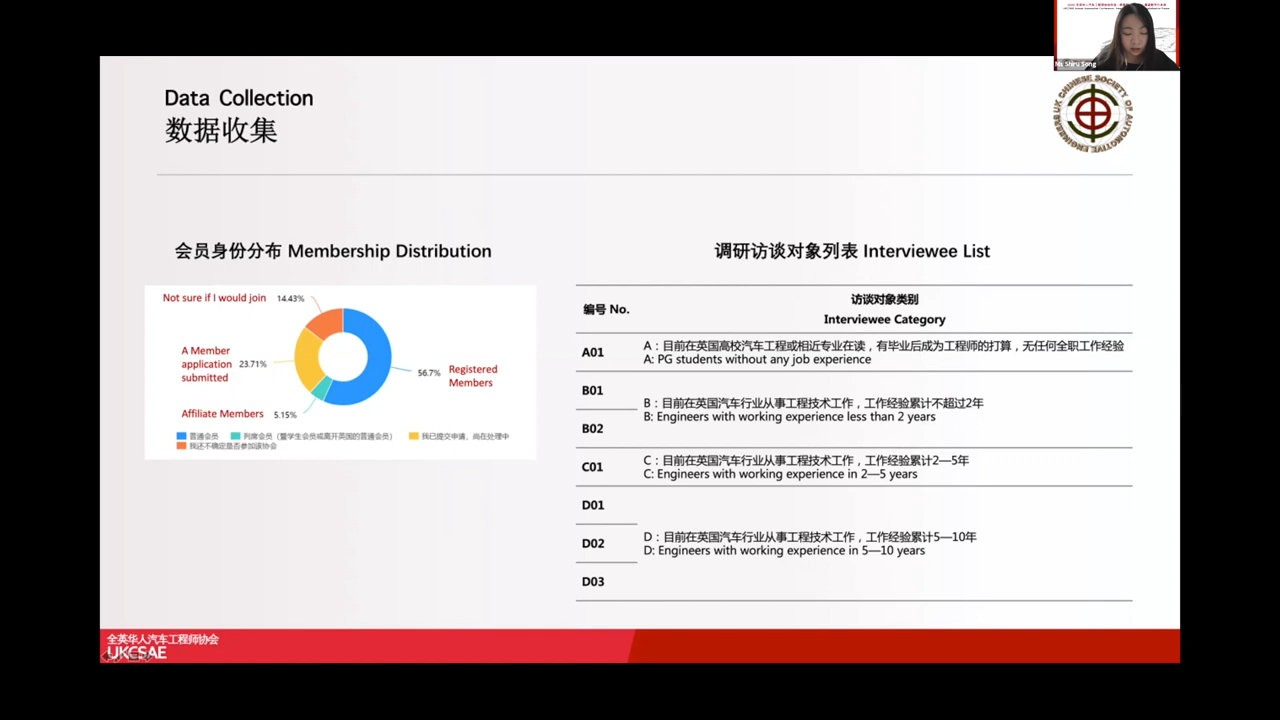 Ms Shiru Song
UK CHINESE SOCIETY OF AUTOMOTIVE ENGINEERS
Data Collection
数据收集
会员身份分布 Membership Distribution
Not sure if I would join 14.43%
A Member
application
submitted
23.71%
56.7%
Registered
Members
Affiliate Members 5.15%
普通会员
列席会员（暨学生会员或离开英国的普通会员）
我已提交申请，尚在处理中
我还不确定是否参加该协会
调研访谈对象列表 Interviewee List
编号 No.
访谈对象类别
Interviewee Category
A01
A：目前在英国高校汽车工程或相近专业在读，有毕业后成为工程师的打算，无任何全职工作经验
A: PG students without any job experience
B01
B：目前在英国汽车行业从事工程技术工作，工作经验累计不超过2年
B: Engineers with working experience less than 2 years
B02
C01
C：目前在英国汽车行业从事工程技术工作，工作经验累计2—5年
C: Engineers with working experience in 2—5 years
D01
D02
D：目前在英国汽车行业从事工程技术工作，工作经验累计5—10年
D: Engineers with working experience in 5—10 years
D03
全英华人汽车工程师协会
UKCSAE